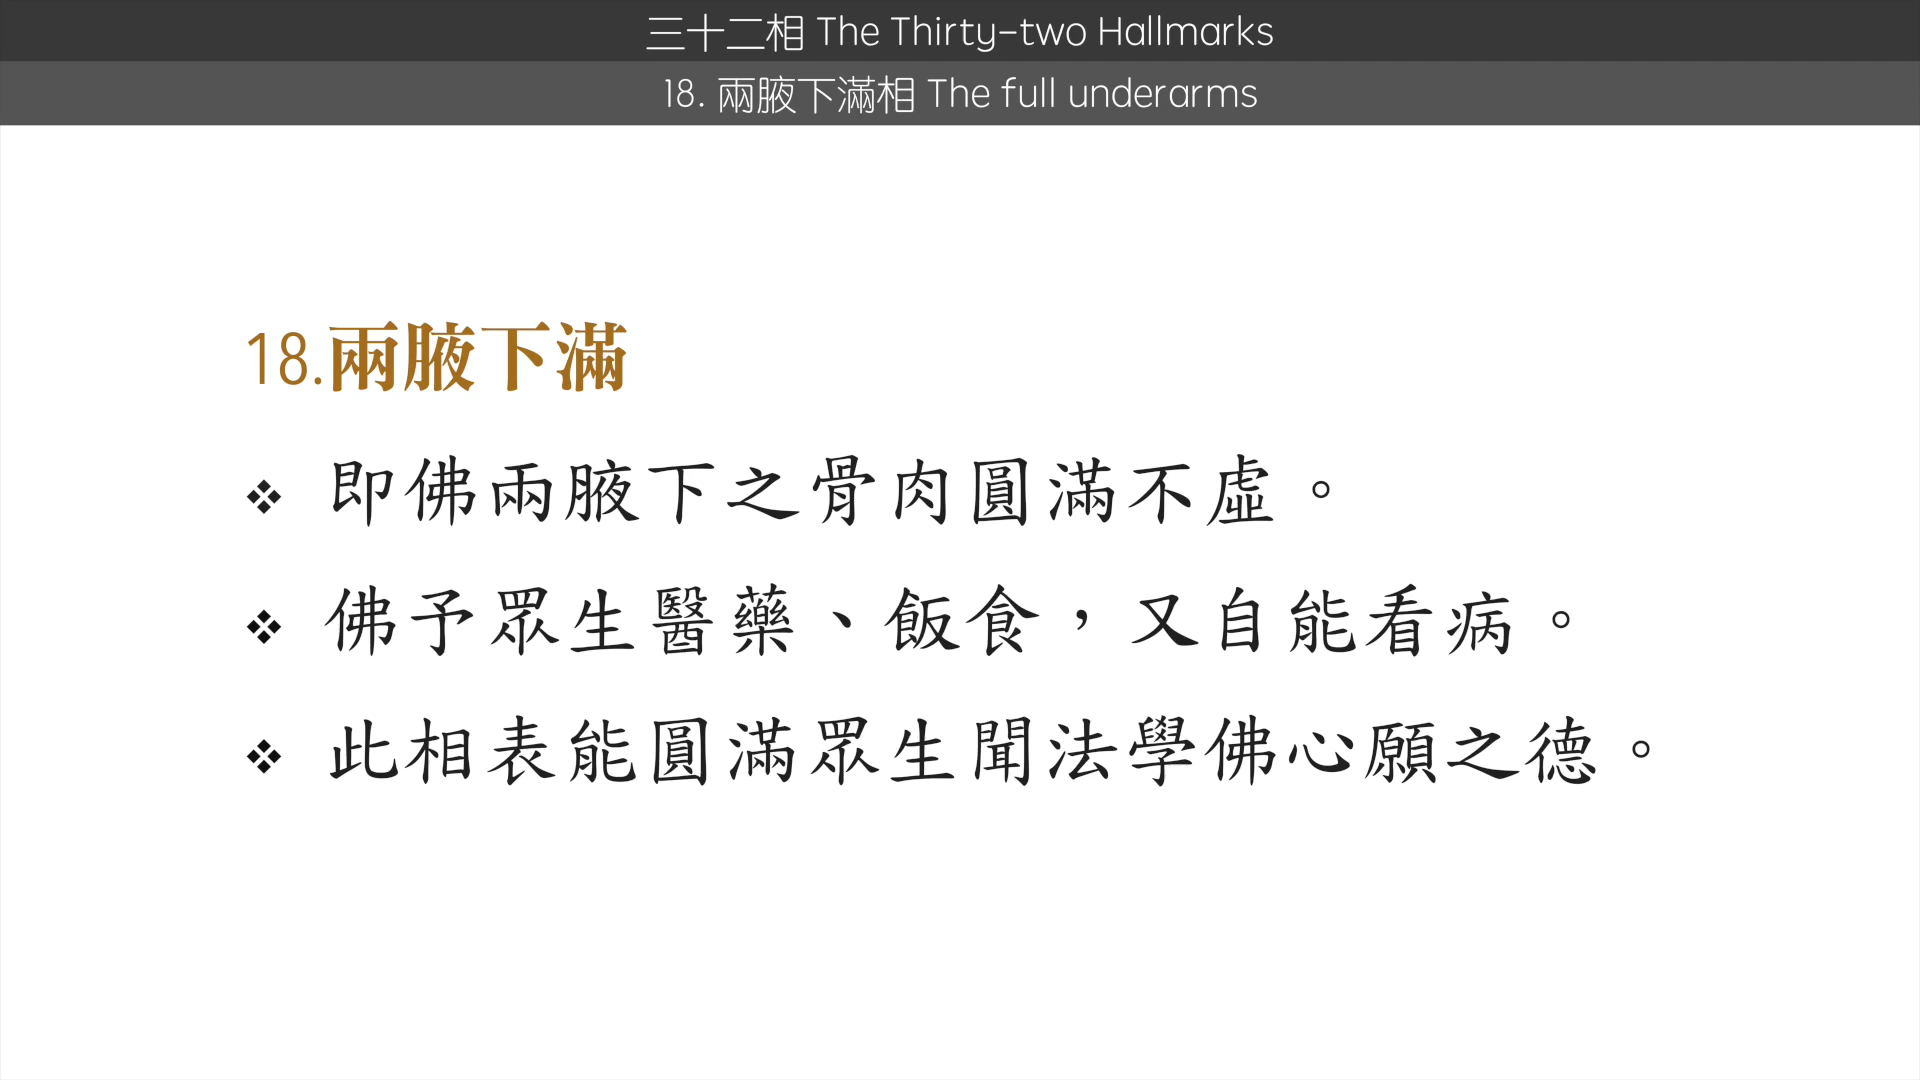 三十二相 The Thirty-two Hallmarks
18. 兩腋下滿相 The full underarms
18.兩腋下滿
❖ 即佛兩腋下之骨肉圓滿不虛。
❖ 佛予眾生醫藥、飯食，又自能看病。
❖ 此相表能圓滿眾生聞法學佛心願之德。